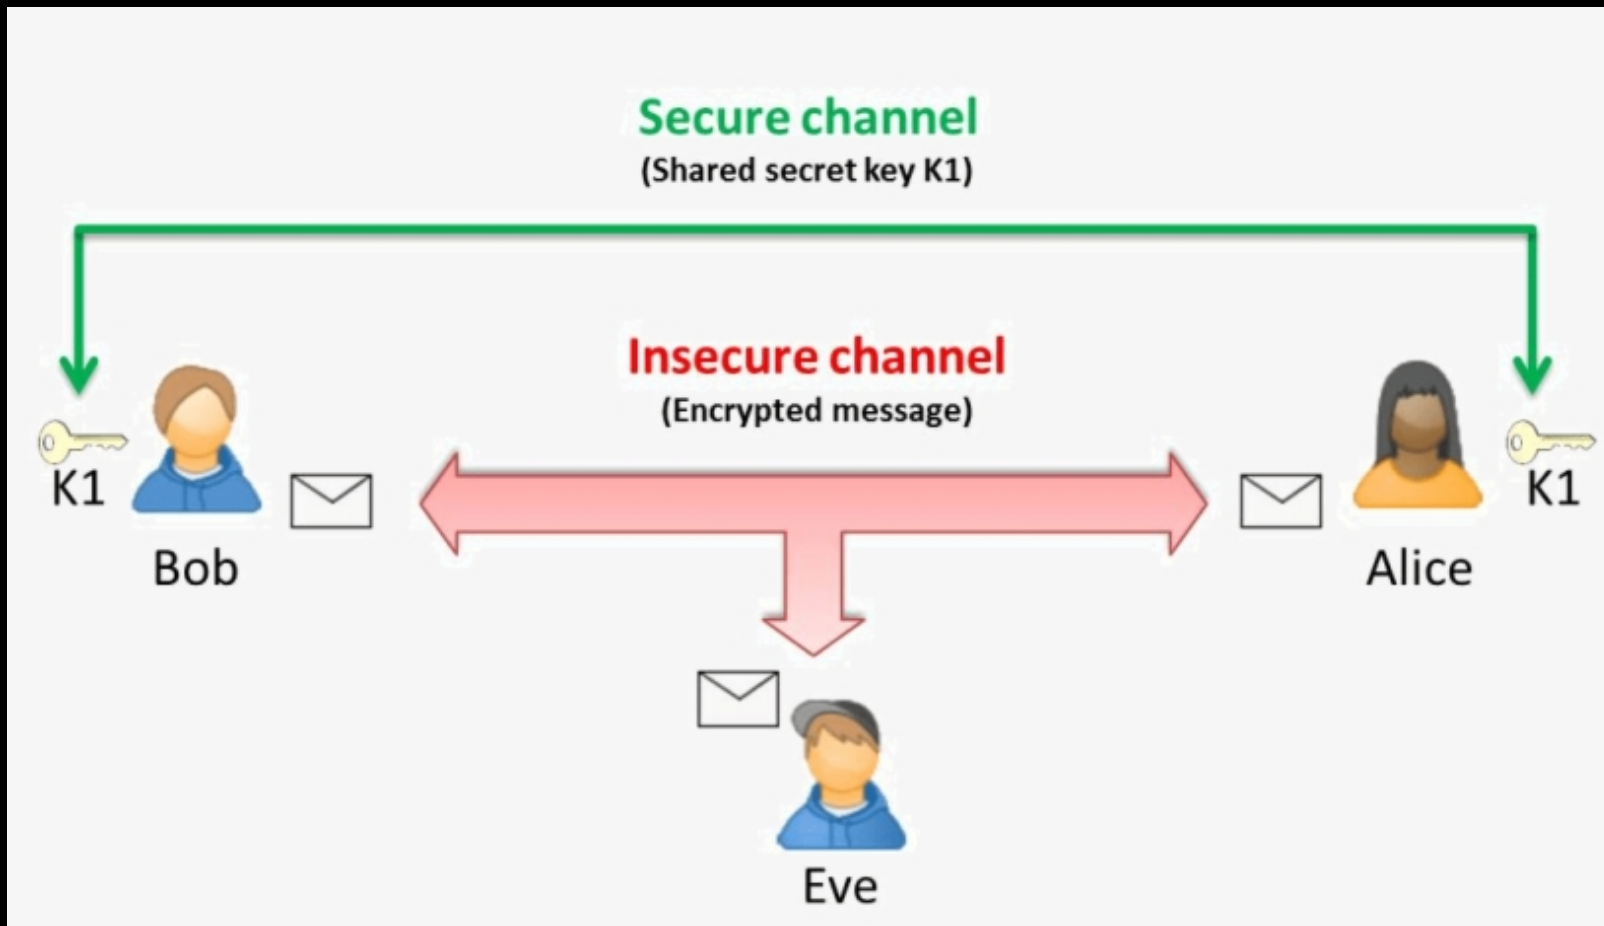 Secure channel
(Shared secret key K1)
Insecure channel
(Encrypted message)
K1
K1
Bob
Alice
Eve